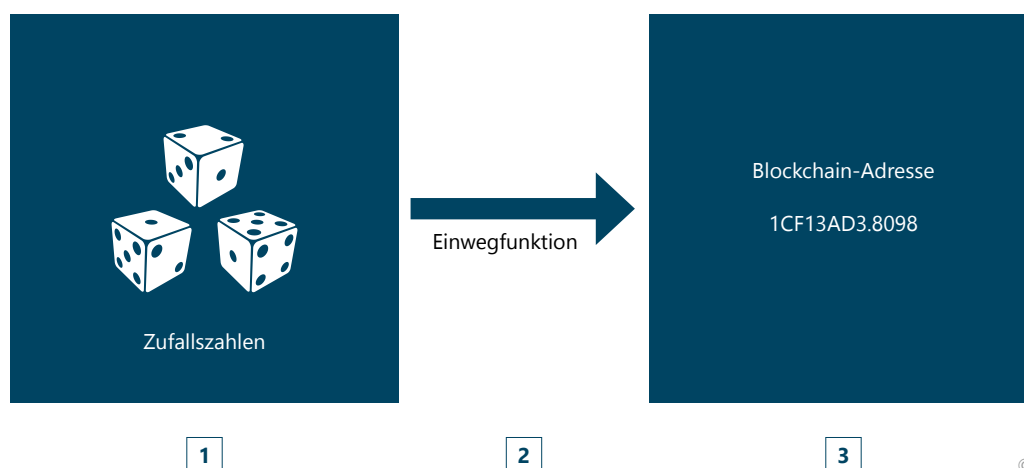 Zufallszahlen
Einwegfunktion
Blockchain-Adresse
1CF13AD3.8098
1
2
3